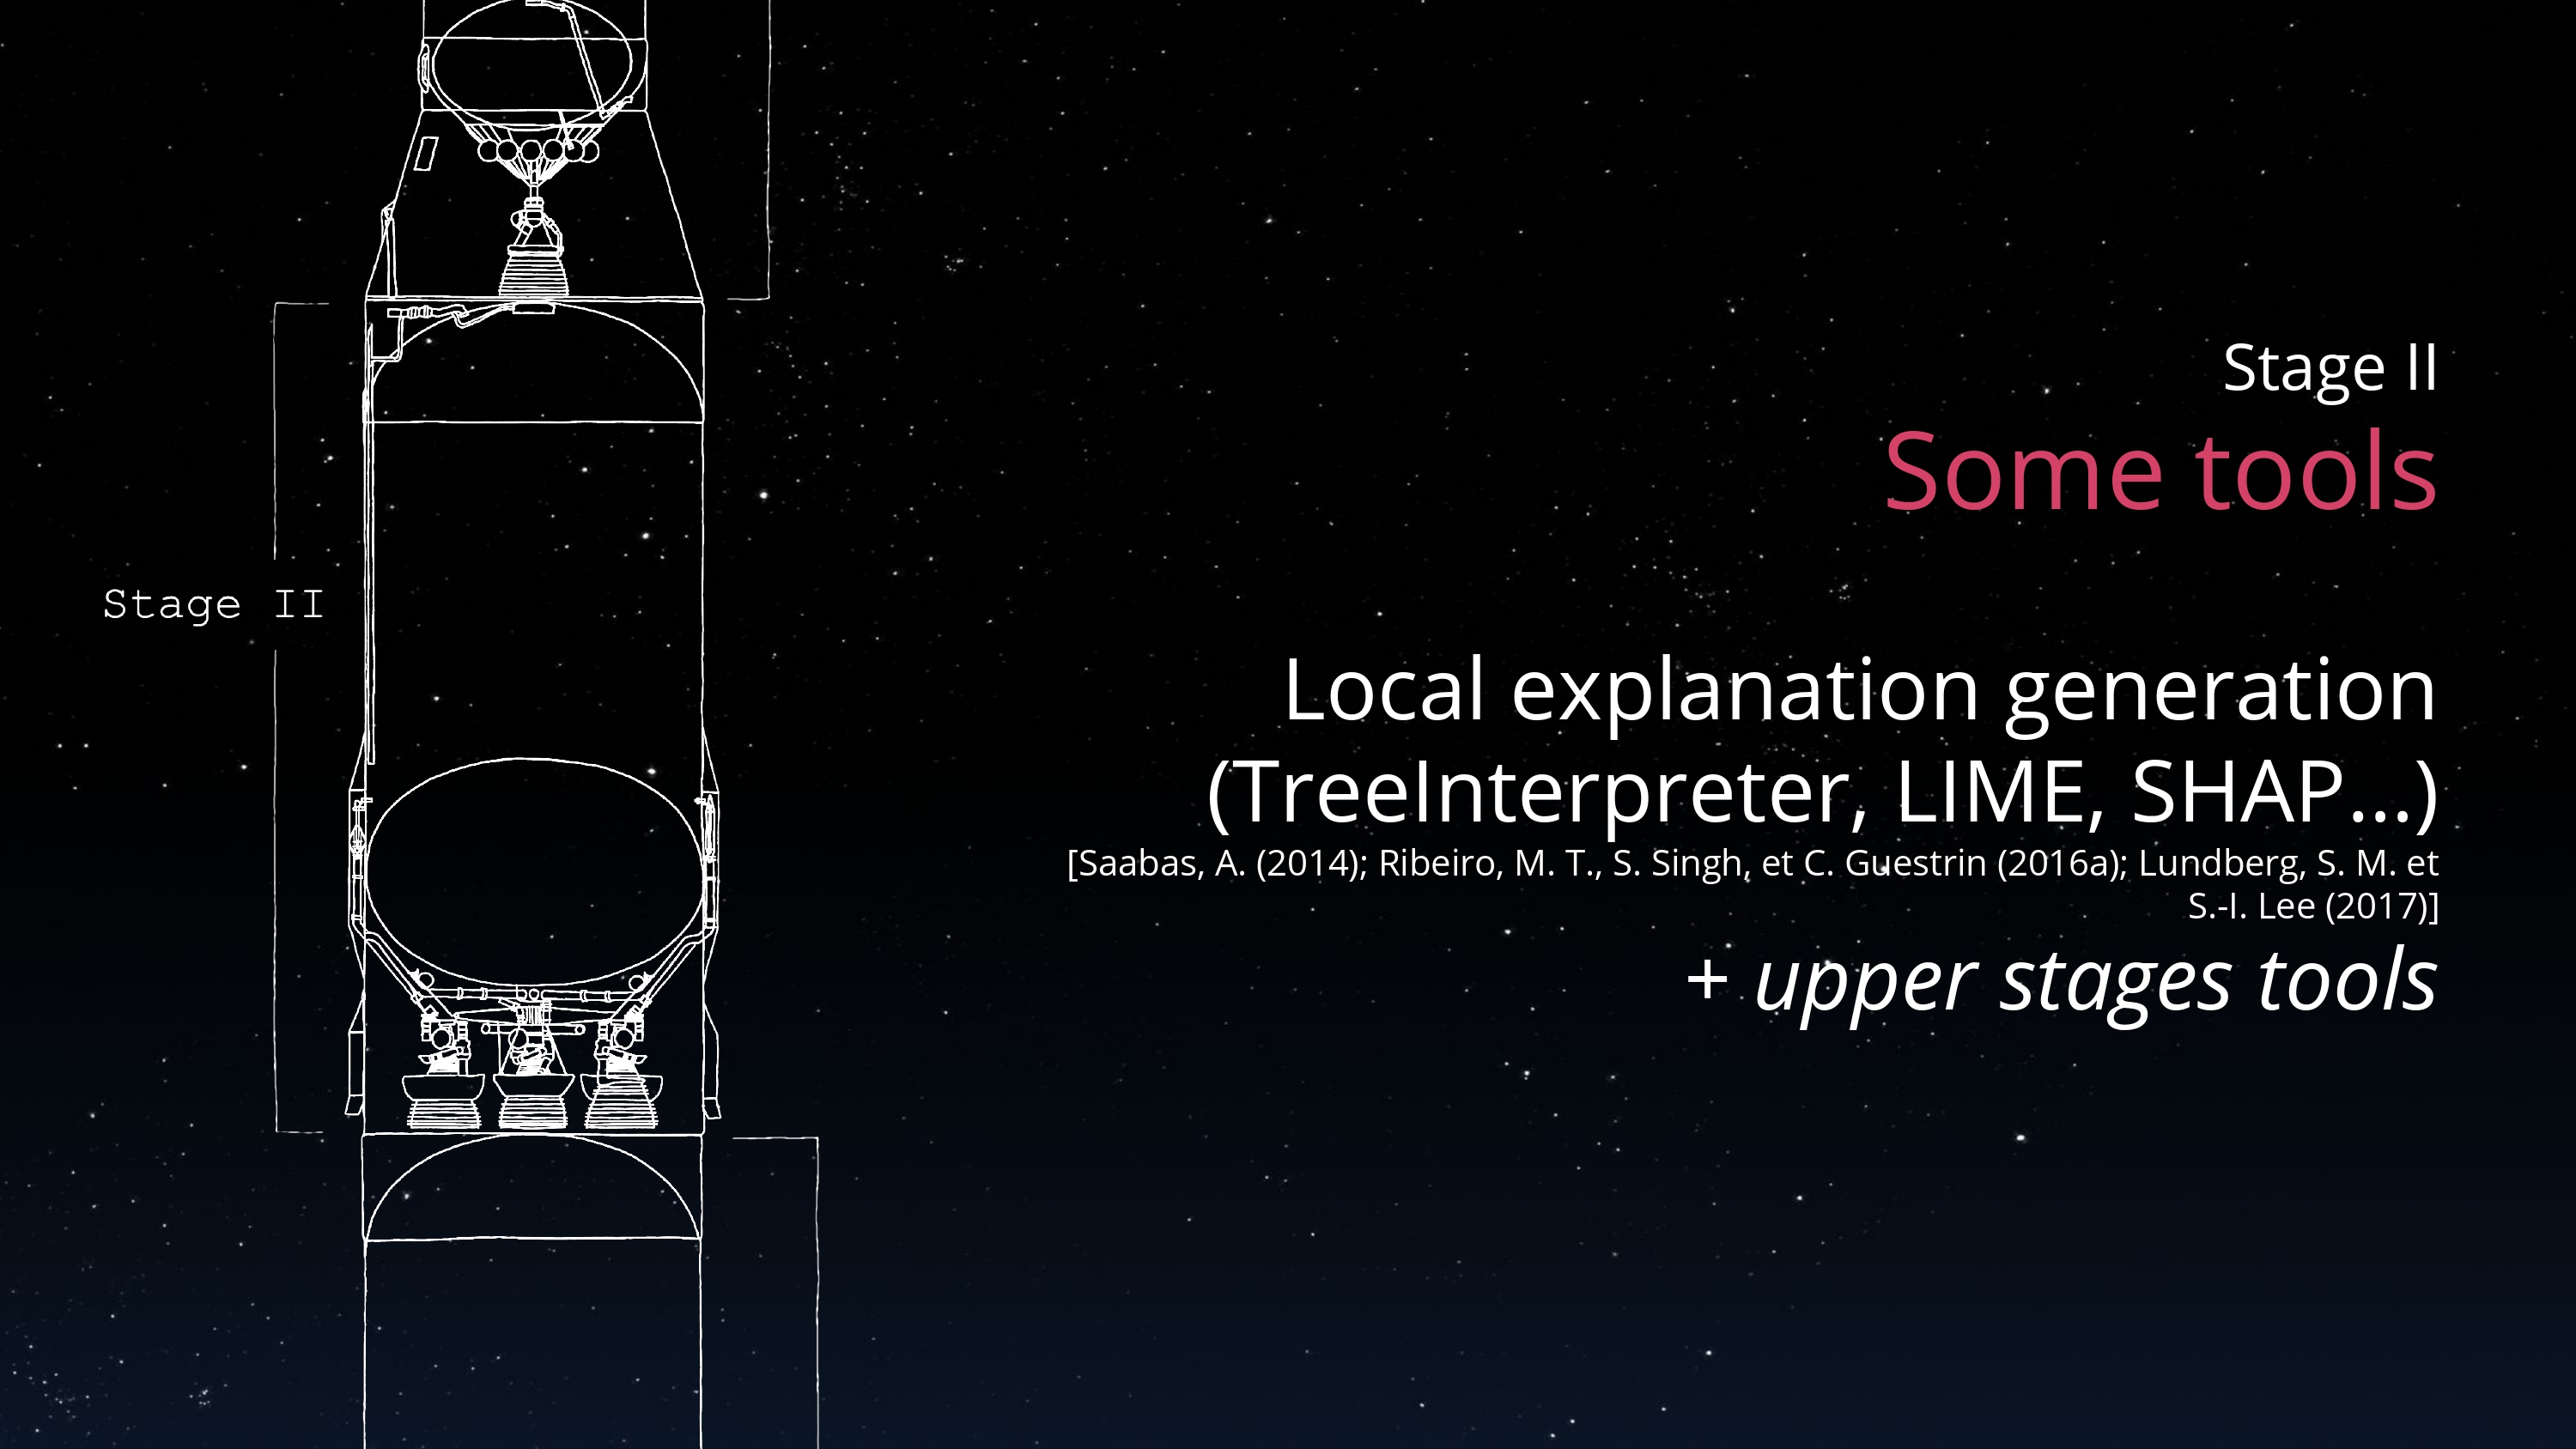 Stage II
Some tools
Stage II
Local explanation generation
(TreeInterpreter, LIME, SHAP...)
[Saabas, A. (2014); Ribeiro, M. T., S. Singh, et C. Guestrin (2016a); Lundberg, S. M. et
S.-I. Lee (2017)]
+ upper stages tools